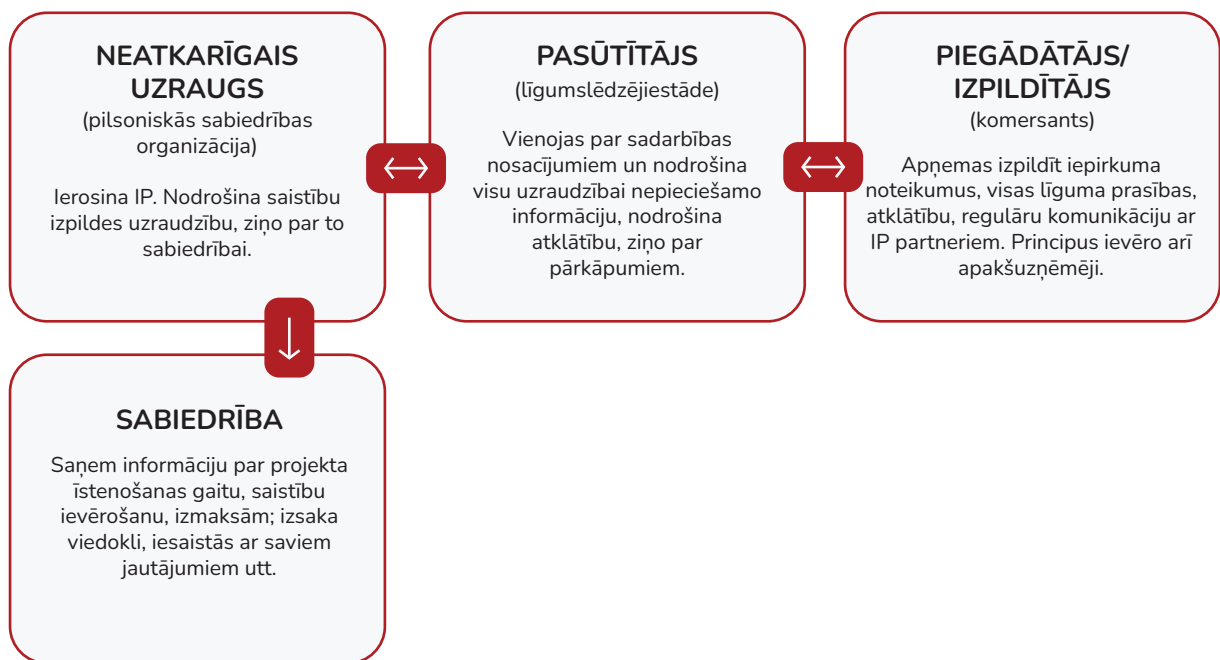 NEATKARĪGAIS
UZRAUGS
(pilsoniskās sabiedrības
organizācija)
Ierosina IP. Nodrošina saistību
izpildes uzraudzību, ziņo par to
sabiedrībai.
PASŪTĪTĀJS
(līgumslēdzējiestāde)
Vienojas par sadarbības
nosacījumiem un nodrošina
visu uzraudzībai nepieciešamo
informāciju, nodrošina
atklātību, ziņo par
pārkāpumiem.
PIEGĀDĀTĀJS/
IZPILDĪTĀJS
(komersants)
Apņemas izpildīt iepirkuma
noteikumus, visas līguma prasības,
atklātību, regulāru komunikāciju ar
IP partneriem. Principus ievēro arī
apakšuzņēmēji.
SABIEDRĪBA
Saņem informāciju par projekta
īstenošanas gaitu, saistību
ievērošanu, izmaksām; izsaka
viedokli, iesaistās ar saviem
jautājumiem utt.